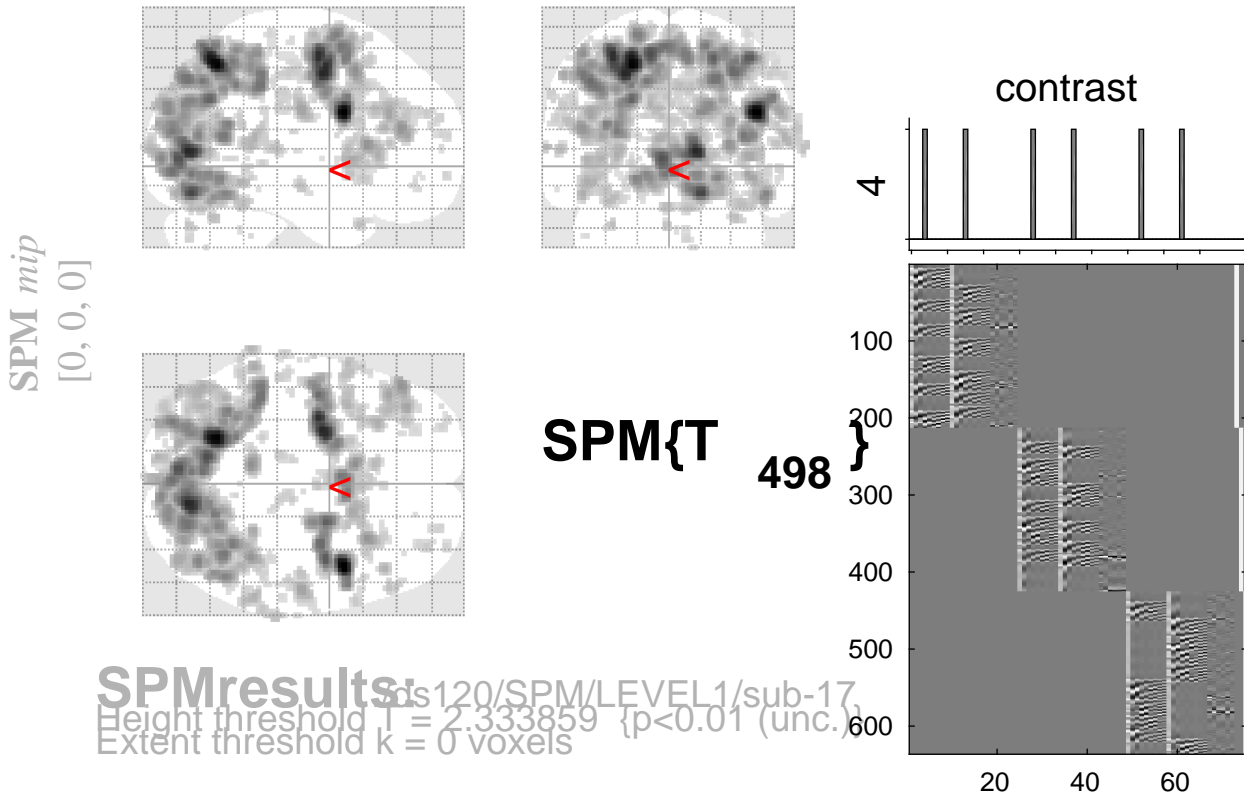 SPM mip
[0, 0, 0]
<
<
<
SPM{T 498 }
contrast
4
100
200
300
400
500
600
20 40 60
SPMresults: ./ds120/SPM/LEVEL1/sub-17
Height threshold T = 2.333859 {p<0.01 (unc.)}
Extent threshold k = 0 voxels